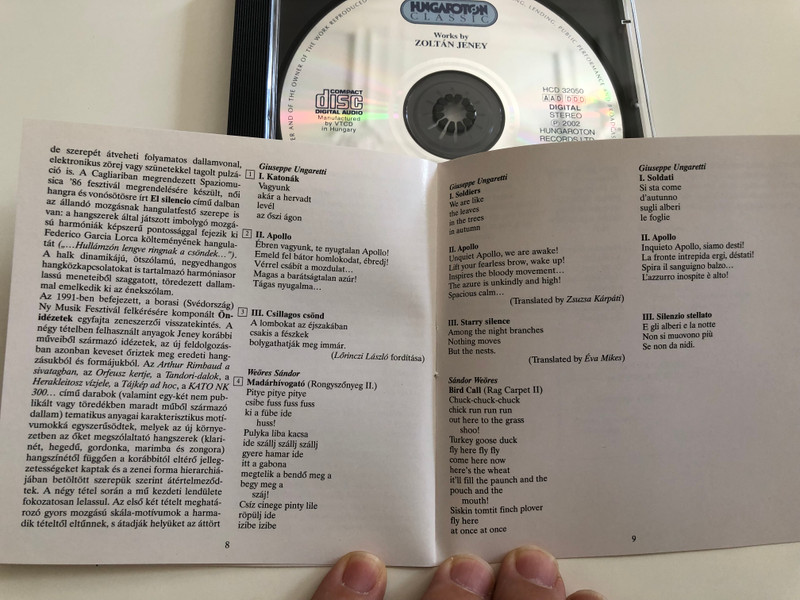 HUNGAROTON
CLASSIC
Works by
ZOLTÁN JENEY
COMPACT
disc
DIGITAL AUDIO
Manufactured
by VTCD
in Hungary
HCD 32050
AAD DDD
DIGITAL
STEREO
℗ 2002
HUNGAROTON
RECORDS LTD
de szerepét átveheti folyamatos dallamvonal,
elektronikus zörej vagy szünetekkel tagolt pulzá-
ció is. A Cagliariban megrendezett Spaziomu-
sica '86 fesztivál megrendelésére készült, női
hangra és vonósötösre írt El silencio című dalban
az állandó mozgásnak hangulatfestő szerepe is
van: a hangszerek által játszott imbolygó mozgá-
sú harmóniák képszerű pontossággal fejezik ki
Federico Garcia Lorca költeményének hangula-
tát („…Hullámzón lengve ringnak a csöndek…").
A halk dinamikájú, ötszólamú, negyedhangos
hangközkapcsolatokat is tartalmazó harmóniasor
lassú meneteiből szaggatott, töredezett dallam-
mal emelkedik ki az énekszólam.
Az 1991-ben befejezett, a borasi (Svédország)
Ny Musik Fesztivál felkérésére komponált Ön-
idézetek egyfajta zeneszerzői visszatekintés. A
négy tételben felhasznált anyagok Jeney korábbi
műveiből származó idézetek, az új feldolgozás-
ban azonban keveset őriztek meg eredeti hang-
zásukból és formájukból. Az Arthur Rimbaud a
sivatagban, az Orfeusz kertje, a Tandori-dalok, a
Herakleitosz vízjele, a Tájkép ad hoc, a KATO NK
300… című darabok (valamint egy-két nem pub-
likált vagy töredékben maradt műből származó
dallam) tematikus anyagai karakterisztikus motí-
vumokká egyszerűsödtek, melyek az új környe-
zetben az őket megszólaltató hangszerek (klari-
nét, hegedű, gordonka, marimba és zongora)
hangszínétől függően a korábbitól eltérő jelleg-
zetességeket kaptak és a zenei forma hierarchiá-
jában betöltött szerepük szerint átértelmeződ-
tek. A négy tétel során a mű kezdeti lendülete
fokozatosan lelassul. Az első két tételt meghatá-
rozó gyors mozgású skála-motívumok a harma-
dik tételtől eltűnnek, s átadják helyüket az áttört
Giuseppe Ungaretti
1 I. Katonák
Vagyunk
akár a hervadt
levél
az őszi ágon
2 II. Apollo
Ébren vagyunk, te nyugtalan Apollo!
Emeld fel bátor homlokodat, ébredj!
Vérrel csábít a mozdulat…
Magas a barátságtalan azúr!
Tágas nyugalma…
3 III. Csillagos csönd
A lombokat az éjszakában
csakis a fészkek
bolygathatják meg immár.
(Lőrinczi László fordítása)
Weöres Sándor
4 Madárhívogató (Rongyszőnyeg II.)
Pitye pitye pitye
csibe fuss fuss fuss
ki a fübe ide
huss!
Pulyka liba kacsa
ide szállj szállj szállj
gyere hamar ide
itt a gabona
megtelik a bendő meg a
begy meg a
száj!
Csíz cinege pinty lile
röpülj ide
izibe izibe
8
Giuseppe Ungaretti
I. Soldiers
We are like
the leaves
in the trees
in autumn
II. Apollo
Unquiet Apollo, we are awake!
Lift your fearless brow, wake up!
Inspires the bloody movement…
The azure is unkindly and high!
Spacious calm…
(Translated by Zsuzsa Kárpáti)
III. Starry silence
Among the night branches
Nothing moves
But the nests.
(Translated by Éva Mikes)
Sándor Weöres
Bird Call (Rag Carpet II)
Chuck-chuck-chuck
chick run run run
out here to the grass
shoo!
Turkey goose duck
fly here fly fly
come here now
here's the wheat
it'll fill the paunch and the
pouch and the
mouth!
Siskin tomtit finch plover
fly here
at once at once
Giuseppe Ungaretti
I. Soldati
Si sta come
d'autunno
sugli alberi
le foglie
II. Apollo
Inquieto Apollo, siamo desti!
La fronte intrepida ergi, déstati!
Spira il sanguigno balzo…
L'azzurro inospite è alto!
III. Silenzio stellato
E gli alberi e la notte
Non si muovono più
Se non da nidi.
9